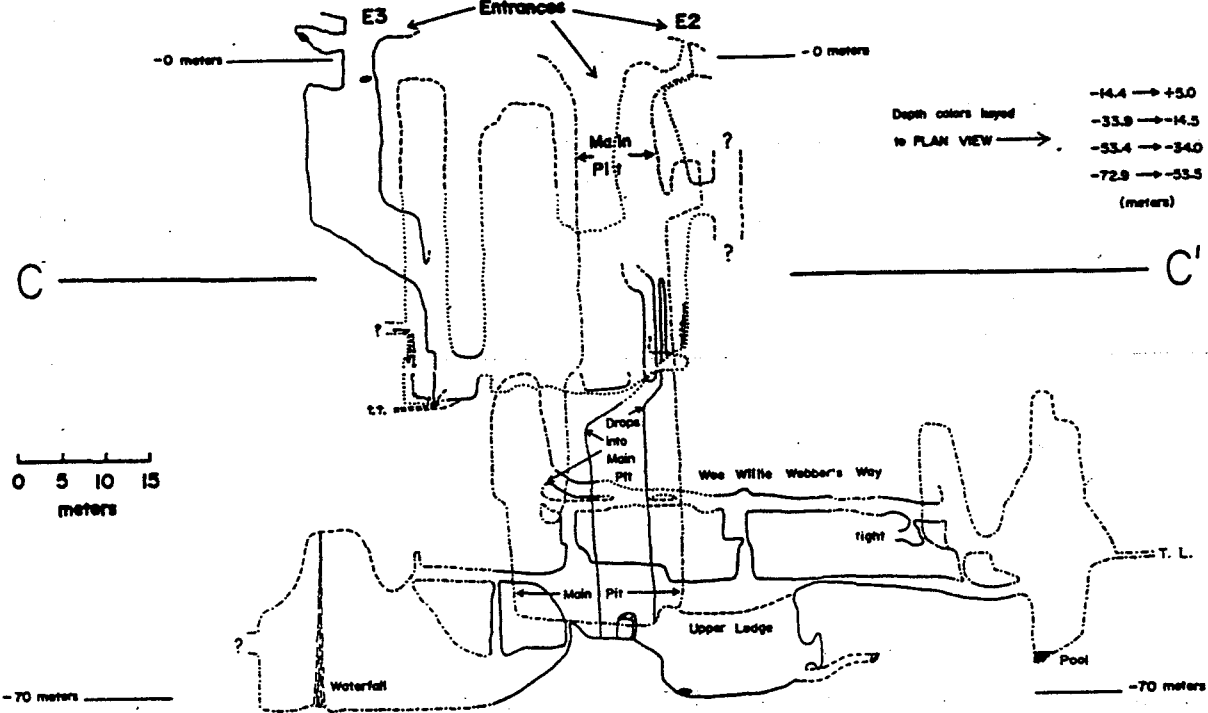 Entrances
E3
E2
-0 meters
-0 meters
Depth colors keyed
to PLAN VIEW
-14.4 → +5.0
-33.9 → -14.5
-53.4 → -34.0
-72.9 → -53.5
(meters)
Main
Pit
?
?
C
C'
?
t.t.
0 5 10 15
meters
Drops
into
Main
Pit
Wee Willie Webber's Way
tight
T. L.
Main Pit
Upper Ledge
?
Waterfall
Pool
-70 meters
-70 meters